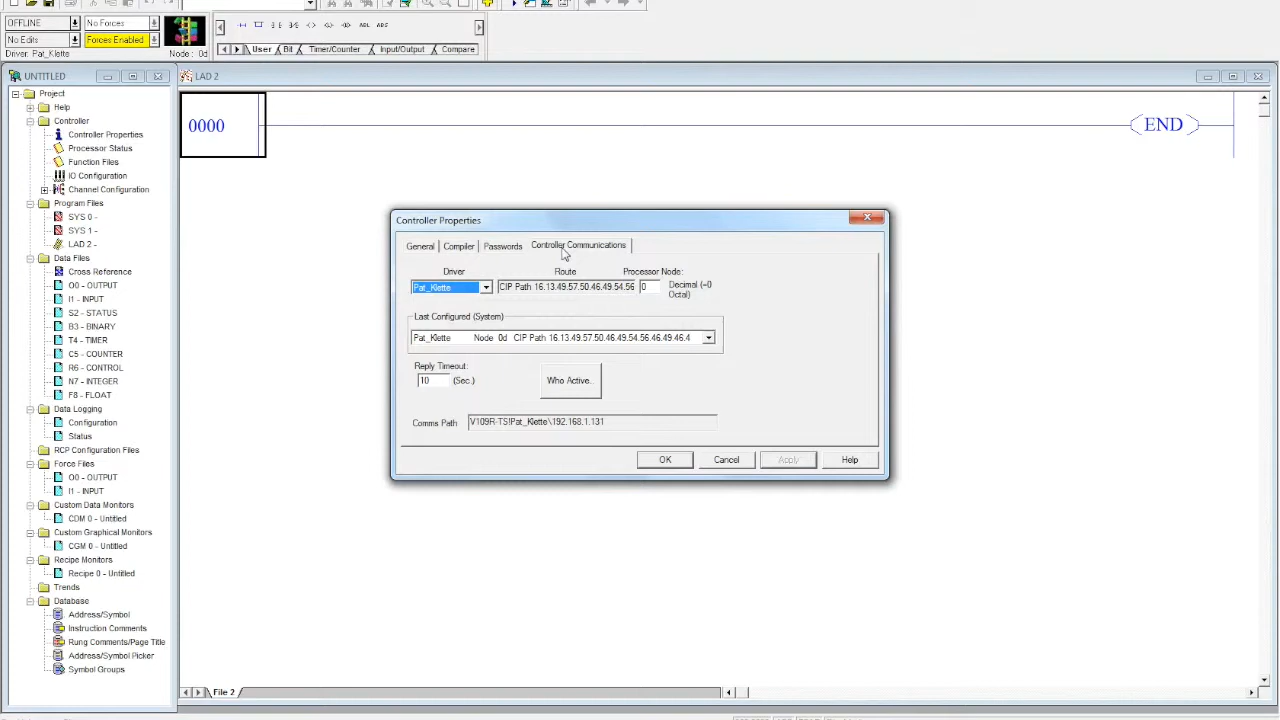 OFFLINE No Forces
No Edits Forces Enabled
Driver: Pat_Klette Node : 0d
User Bit Timer/Counter Input/Output Compare
UNTITLED
Project
Help
Controller
Controller Properties
Processor Status
Function Files
IO Configuration
Channel Configuration
Program Files
SYS 0 -
SYS 1 -
LAD 2 -
Data Files
Cross Reference
O0 - OUTPUT
I1 - INPUT
S2 - STATUS
B3 - BINARY
T4 - TIMER
C5 - COUNTER
R6 - CONTROL
N7 - INTEGER
F8 - FLOAT
Data Logging
Configuration
Status
RCP Configuration Files
Force Files
O0 - OUTPUT
I1 - INPUT
Custom Data Monitors
CDM 0 - Untitled
Custom Graphical Monitors
CGM 0 - Untitled
Recipe Monitors
Recipe 0 - Untitled
Trends
Database
Address/Symbol
Instruction Comments
Rung Comments/Page Title
Address/Symbol Picker
Symbol Groups
LAD 2
0000 END
Controller Properties
General Compiler Passwords Controller Communications
Driver Route Processor Node:
Pat_Klette CIP Path 16.13.49.57.50.46.49.54.56 0 Decimal (=0
Octal)
Last Configured (System)
Pat_Klette Node 0d CIP Path 16.13.49.57.50.46.49.54.56.46.49.46.4
Reply Timeout:
10 (Sec.) Who Active..
Comms Path V109R-TS!Pat_Klette\192.168.1.131
OK Cancel Apply Help
File 2